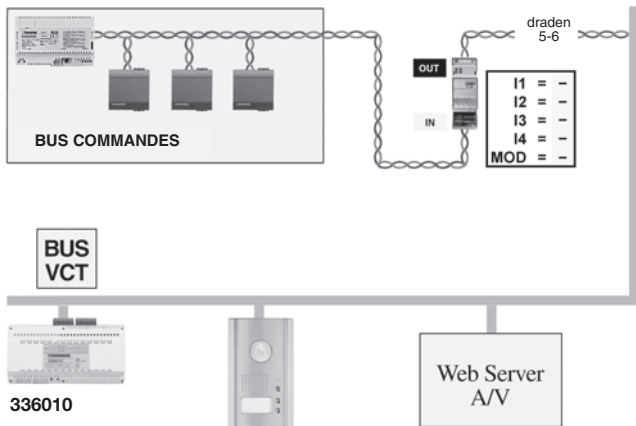 draden
5-6
OUT
IN
I1 = –
I2 = –
I3 = –
I4 = –
MOD = –
BUS COMMANDES
BUS
VCT
336010
Web Server
A/V